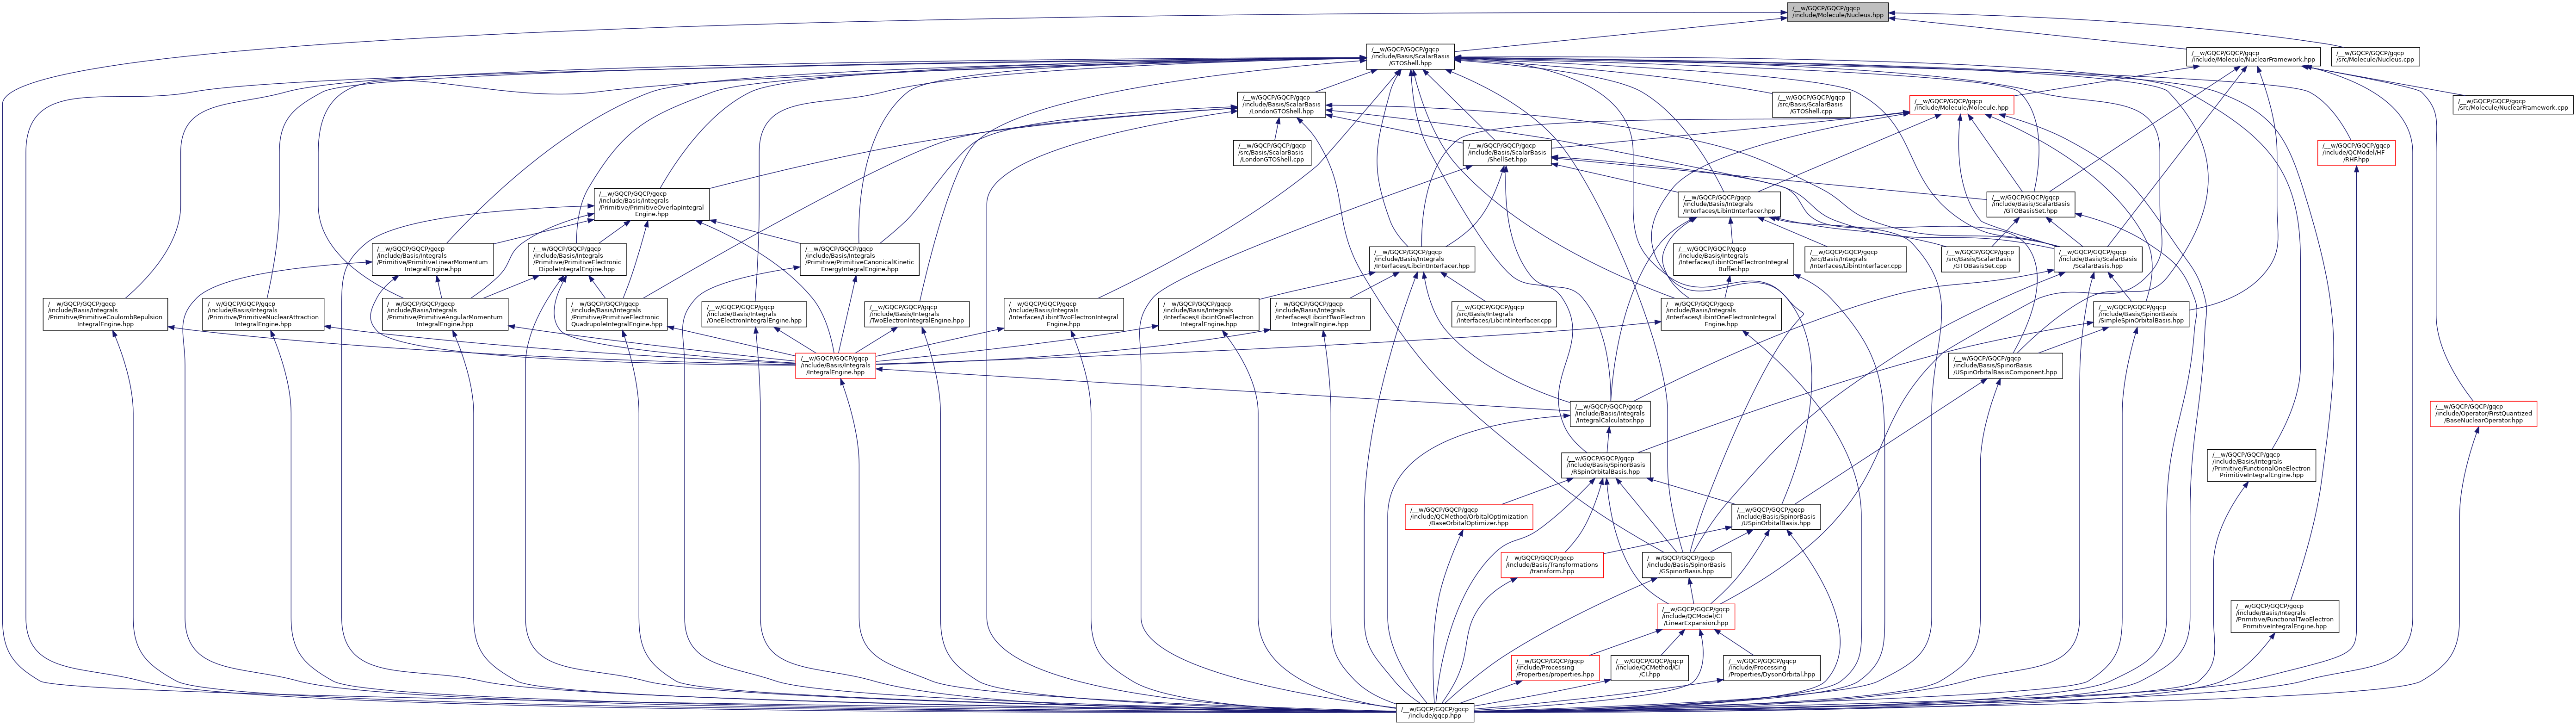 /__w/GQCP/GQCP/gqcp
/include/Molecule/Nucleus.hpp
/__w/GQCP/GQCP/gqcp
/include/Basis/ScalarBasis
/GTOShell.hpp
/__w/GQCP/GQCP/gqcp
/include/Molecule/NuclearFramework.hpp
/__w/GQCP/GQCP/gqcp
/src/Molecule/Nucleus.cpp
/__w/GQCP/GQCP/gqcp
/include/Basis/ScalarBasis
/LondonGTOShell.hpp
/__w/GQCP/GQCP/gqcp
/src/Basis/ScalarBasis
/GTOShell.cpp
/__w/GQCP/GQCP/gqcp
/include/Molecule/Molecule.hpp
/__w/GQCP/GQCP/gqcp
/src/Molecule/NuclearFramework.cpp
/__w/GQCP/GQCP/gqcp
/src/Basis/ScalarBasis
/LondonGTOShell.cpp
/__w/GQCP/GQCP/gqcp
/include/Basis/ScalarBasis
/ShellSet.hpp
/__w/GQCP/GQCP/gqcp
/include/QCModel/HF
/RHF.hpp
/__w/GQCP/GQCP/gqcp
/include/Basis/Integrals
/Primitive/PrimitiveOverlapIntegral
Engine.hpp
/__w/GQCP/GQCP/gqcp
/include/Basis/Integrals
/Interfaces/LibintInterfacer.hpp
/__w/GQCP/GQCP/gqcp
/include/Basis/ScalarBasis
/GTOBasisSet.hpp
/__w/GQCP/GQCP/gqcp
/include/Basis/Integrals
/Primitive/PrimitiveLinearMomentum
IntegralEngine.hpp
/__w/GQCP/GQCP/gqcp
/include/Basis/Integrals
/Primitive/PrimitiveElectronic
DipoleIntegralEngine.hpp
/__w/GQCP/GQCP/gqcp
/include/Basis/Integrals
/Primitive/PrimitiveCanonicalKinetic
EnergyIntegralEngine.hpp
/__w/GQCP/GQCP/gqcp
/include/Basis/Integrals
/Interfaces/LibcintInterfacer.hpp
/__w/GQCP/GQCP/gqcp
/include/Basis/Integrals
/Interfaces/LibintOneElectronIntegral
Buffer.hpp
/__w/GQCP/GQCP/gqcp
/src/Basis/Integrals
/Interfaces/LibintInterfacer.cpp
/__w/GQCP/GQCP/gqcp
/src/Basis/ScalarBasis
/GTOBasisSet.cpp
/__w/GQCP/GQCP/gqcp
/include/Basis/ScalarBasis
/ScalarBasis.hpp
/__w/GQCP/GQCP/gqcp
/include/Basis/Integrals
/Primitive/PrimitiveCoulombRepulsion
IntegralEngine.hpp
/__w/GQCP/GQCP/gqcp
/include/Basis/Integrals
/Primitive/PrimitiveNuclearAttraction
IntegralEngine.hpp
/__w/GQCP/GQCP/gqcp
/include/Basis/Integrals
/Primitive/PrimitiveAngularMomentum
IntegralEngine.hpp
/__w/GQCP/GQCP/gqcp
/include/Basis/Integrals
/Primitive/PrimitiveElectronic
QuadrupoleIntegralEngine.hpp
/__w/GQCP/GQCP/gqcp
/include/Basis/Integrals
/OneElectronIntegralEngine.hpp
/__w/GQCP/GQCP/gqcp
/include/Basis/Integrals
/TwoElectronIntegralEngine.hpp
/__w/GQCP/GQCP/gqcp
/include/Basis/Integrals
/Interfaces/LibintTwoElectronIntegral
Engine.hpp
/__w/GQCP/GQCP/gqcp
/include/Basis/Integrals
/Interfaces/LibcintOneElectron
IntegralEngine.hpp
/__w/GQCP/GQCP/gqcp
/include/Basis/Integrals
/Interfaces/LibcintTwoElectron
IntegralEngine.hpp
/__w/GQCP/GQCP/gqcp
/src/Basis/Integrals
/Interfaces/LibcintInterfacer.cpp
/__w/GQCP/GQCP/gqcp
/include/Basis/Integrals
/Interfaces/LibintOneElectronIntegral
Engine.hpp
/__w/GQCP/GQCP/gqcp
/include/Basis/SpinorBasis
/SimpleSpinOrbitalBasis.hpp
/__w/GQCP/GQCP/gqcp
/include/Basis/Integrals
/IntegralEngine.hpp
/__w/GQCP/GQCP/gqcp
/include/Basis/SpinorBasis
/USpinOrbitalBasisComponent.hpp
/__w/GQCP/GQCP/gqcp
/include/Basis/Integrals
/IntegralCalculator.hpp
/__w/GQCP/GQCP/gqcp
/include/Operator/FirstQuantized
/BaseNuclearOperator.hpp
/__w/GQCP/GQCP/gqcp
/include/Basis/SpinorBasis
/RSpinOrbitalBasis.hpp
/__w/GQCP/GQCP/gqcp
/include/Basis/Integrals
/Primitive/FunctionalOneElectron
PrimitiveIntegralEngine.hpp
/__w/GQCP/GQCP/gqcp
/include/QCMethod/OrbitalOptimization
/BaseOrbitalOptimizer.hpp
/__w/GQCP/GQCP/gqcp
/include/Basis/SpinorBasis
/USpinOrbitalBasis.hpp
/__w/GQCP/GQCP/gqcp
/include/Basis/Transformations
/transform.hpp
/__w/GQCP/GQCP/gqcp
/include/Basis/SpinorBasis
/GSpinorBasis.hpp
/__w/GQCP/GQCP/gqcp
/include/QCModel/CI
/LinearExpansion.hpp
/__w/GQCP/GQCP/gqcp
/include/Basis/Integrals
/Primitive/FunctionalTwoElectron
PrimitiveIntegralEngine.hpp
/__w/GQCP/GQCP/gqcp
/include/Processing
/Properties/properties.hpp
/__w/GQCP/GQCP/gqcp
/include/QCMethod/CI
/CI.hpp
/__w/GQCP/GQCP/gqcp
/include/Processing
/Properties/DysonOrbital.hpp
/__w/GQCP/GQCP/gqcp
/include/gqcp.hpp